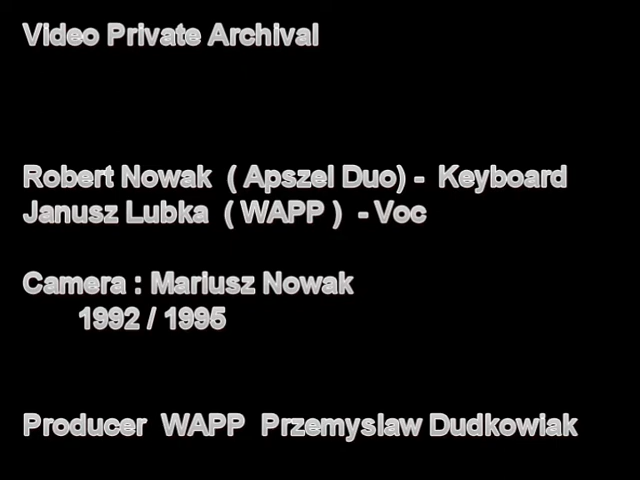 Video Private Archival
Robert Nowak ( Apszel Duo) - Keyboard
Janusz Lubka ( WAPP ) - Voc
Camera : Mariusz Nowak
1992 / 1995
Producer WAPP Przemyslaw Dudkowiak